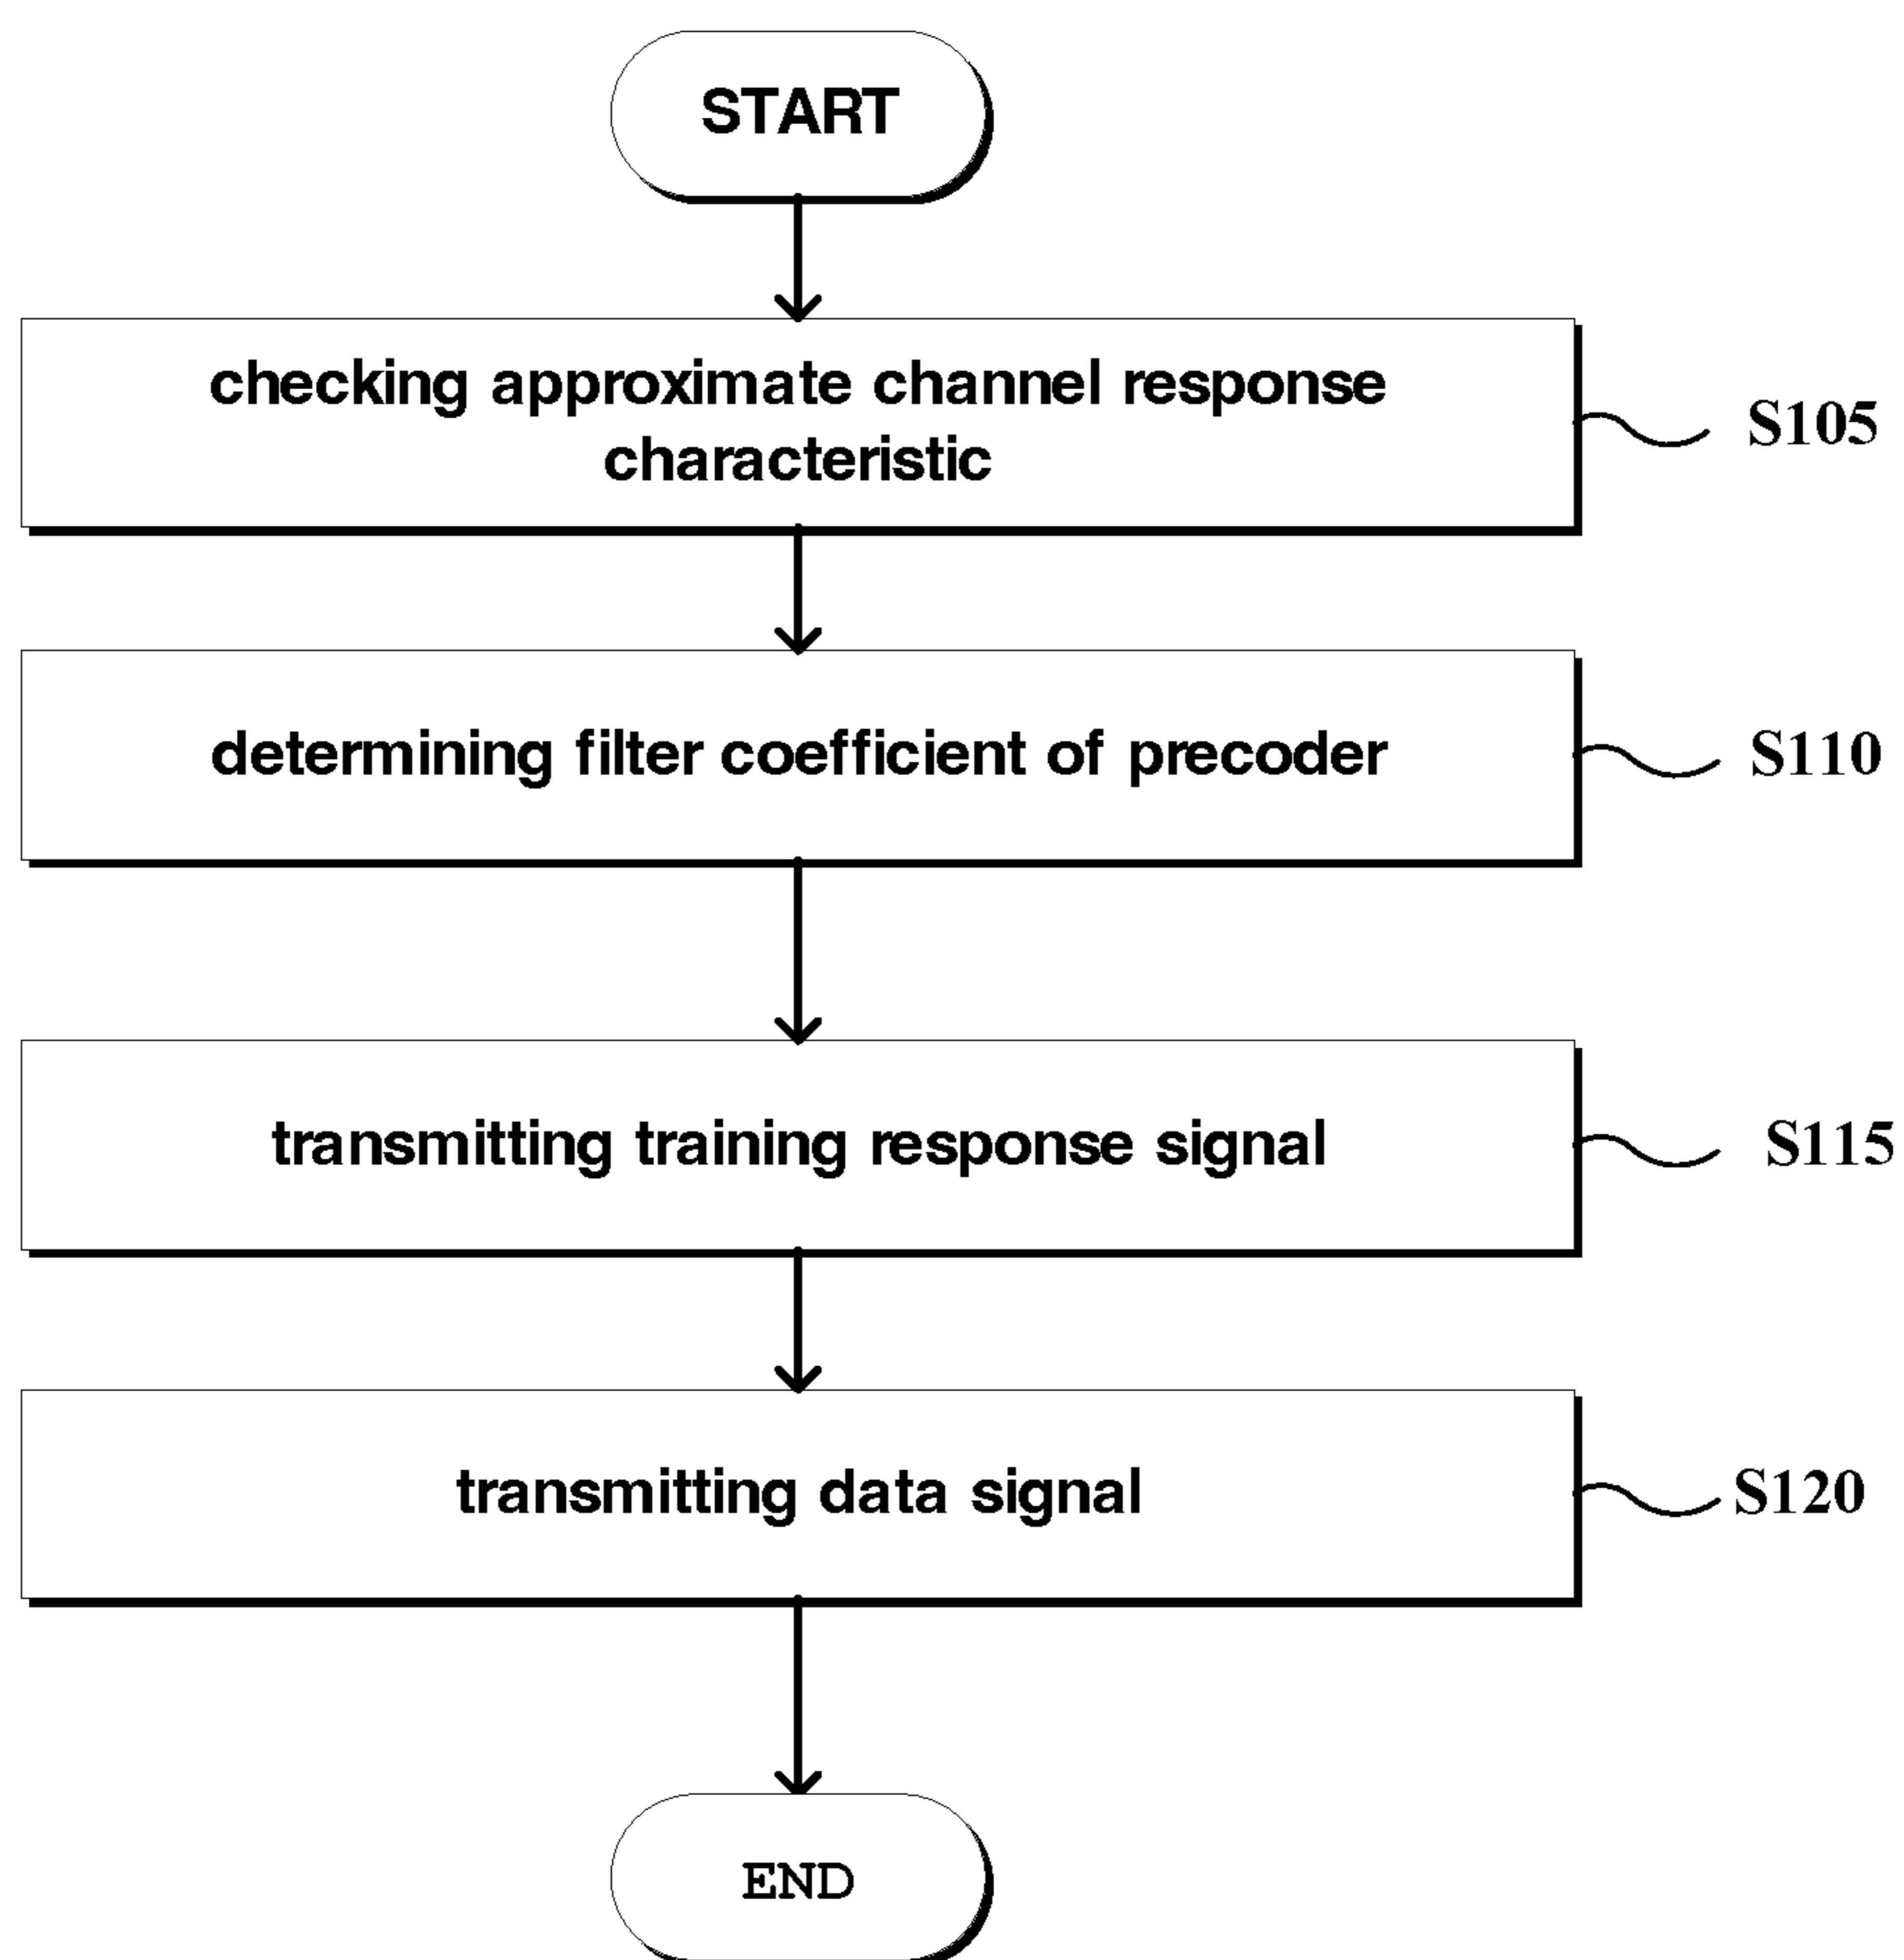 START
checking approximate channel response
characteristic
S105
determining filter coefficient of precoder
S110
transmitting training response signal
S115
transmitting data signal
S120
END